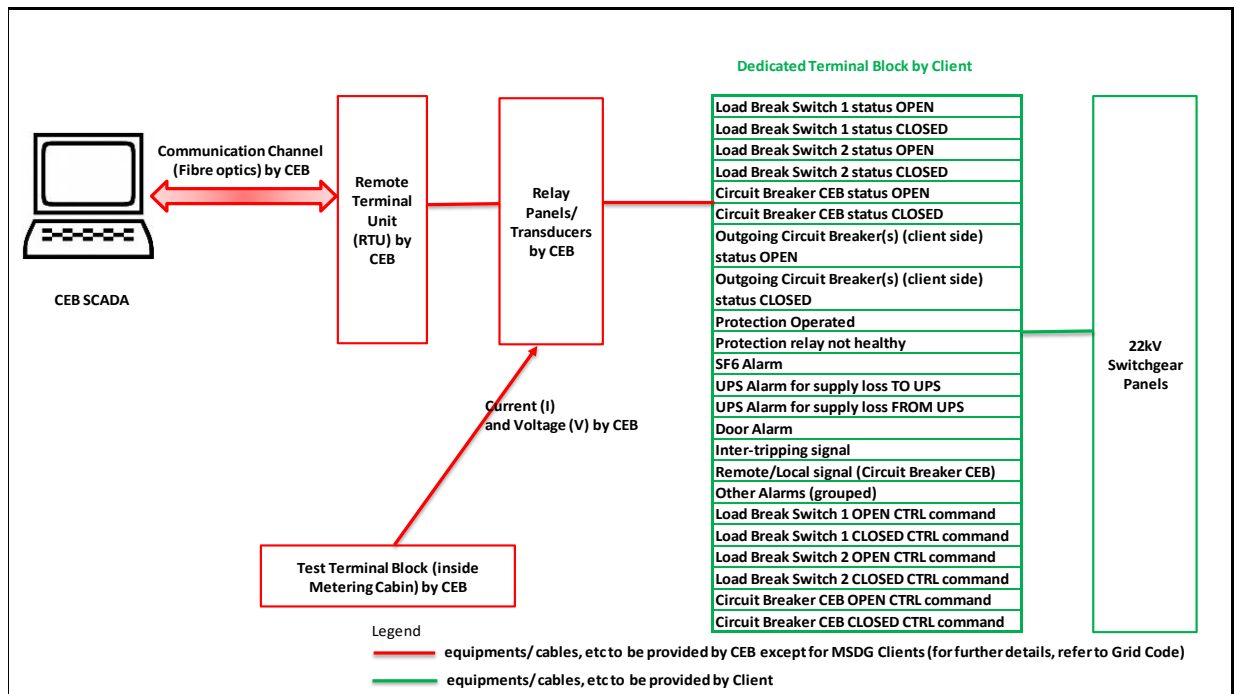 Dedicated Terminal Block by Client
Communication Channel
(Fibre optics) by CEB
CEB SCADA
Remote
Terminal
Unit
(RTU) by
CEB
Relay
Panels/
Transducers
by CEB
Load Break Switch 1 status OPEN
Load Break Switch 1 status CLOSED
Load Break Switch 2 status OPEN
Load Break Switch 2 status CLOSED
Circuit Breaker CEB status OPEN
Circuit Breaker CEB status CLOSED
Outgoing Circuit Breaker(s) (client side)
status OPEN
Outgoing Circuit Breaker(s) (client side)
status CLOSED
Protection Operated
Protection relay not healthy
SF6 Alarm
UPS Alarm for supply loss TO UPS
UPS Alarm for supply loss FROM UPS
Door Alarm
Inter-tripping signal
Remote/Local signal (Circuit Breaker CEB)
Other Alarms (grouped)
Load Break Switch 1 OPEN CTRL command
Load Break Switch 1 CLOSED CTRL command
Load Break Switch 2 OPEN CTRL command
Load Break Switch 2 CLOSED CTRL command
Circuit Breaker CEB OPEN CTRL command
Circuit Breaker CEB CLOSED CTRL command
22kV
Switchgear
Panels
Current (I)
and Voltage (V) by CEB
Test Terminal Block (inside
Metering Cabin) by CEB
Legend
equipments/ cables, etc to be provided by CEB except for MSDG Clients (for further details, refer to Grid Code)
equipments/ cables, etc to be provided by Client